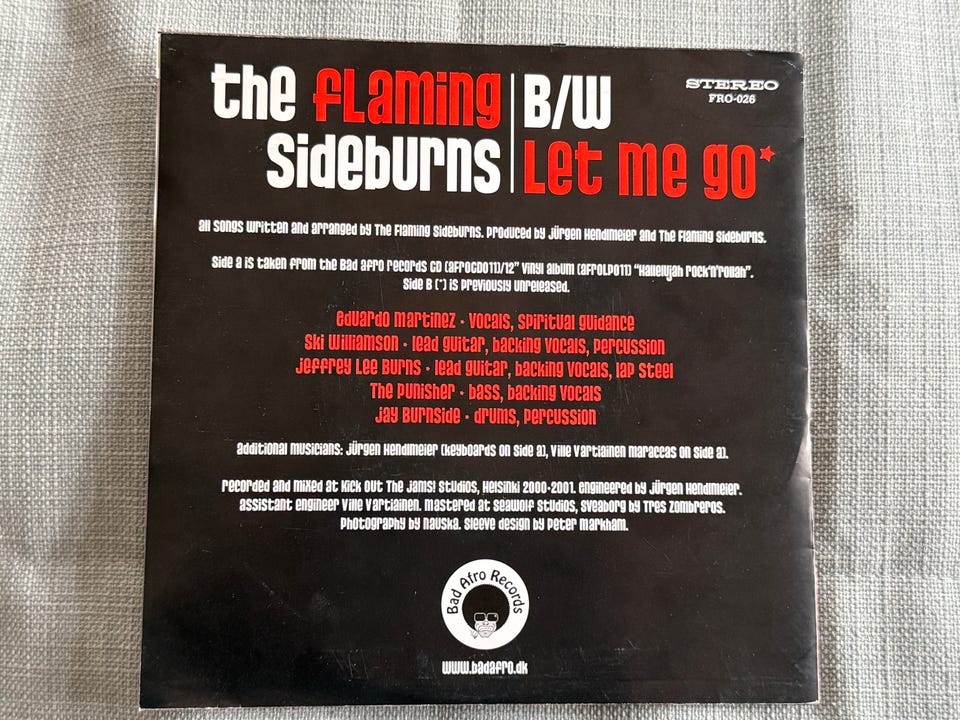 the flaming
Sideburns
B/W
Let me go*
STEREO
FRO-026
all songs written and arranged by The Flaming Sideburns. produced by Jürgen Hendlmeier and The Flaming Sideburns.
Side a is taken from the Bad Afro records CD (AFROCD011)/12" vinyl album (AFROLP011) "Hallelujah rock'n'rollah".
Side B (*) is previously unreleased.
eduardo martinez • vocals, spiritual guidance
Ski Williamson • lead guitar, backing vocals, percussion
Jeffrey Lee Burns • lead guitar, backing vocals, lap steel
The Punisher • bass, backing vocals
Jay Burnside • drums, percussion
additional musicians: Jürgen Hendlmeier (keyboards on Side a), Ville Vartiainen maraccas on Side a).
recorded and mixed at Kick Out The Jams! Studios, Helsinki 2000-2001. engineered by Jürgen Hendlmeier.
assistant engineer Ville Vartiainen. mastered at Seawolf Studios, Sveaborg by Tres Zombreros.
Photography by nauska. Sleeve design by Peter Markham.
Bad Afro Records
www.badafro.dk